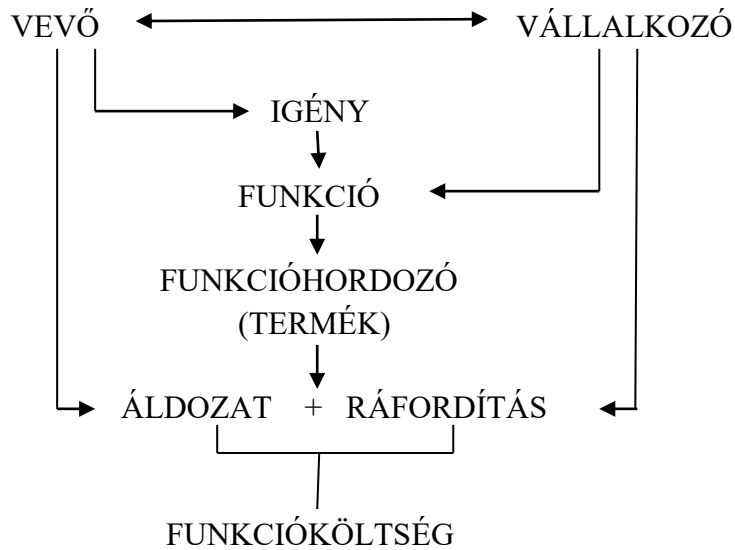 VEVŐ VÁLLALKOZÓ
IGÉNY
FUNKCIÓ
FUNKCIÓHORDOZÓ
(TERMÉK)
ÁLDOZAT + RÁFORDÍTÁS
FUNKCIÓKÖLTSÉG